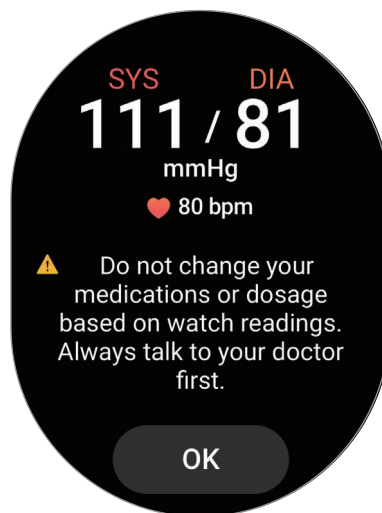 SYS DIA
111 / 81
mmHg
80 bpm
Do not change your
medications or dosage
based on watch readings.
Always talk to your doctor
first.
OK